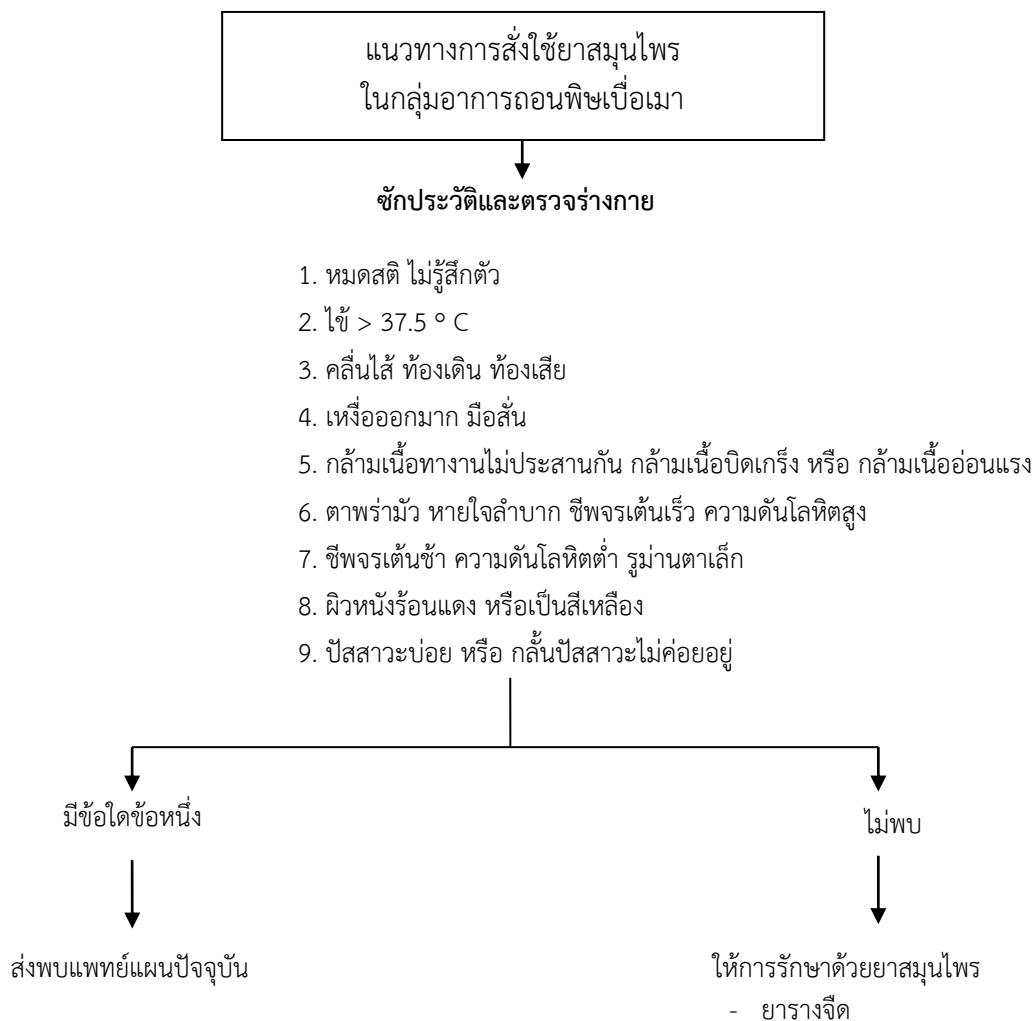 แนวทางการสั่งใช้ยาสมุนไพร
ในกลุ่มอาการถอนพิษเบื่อเมา
ซักประวัติและตรวจร่างกาย
1. หมดสติ ไม่รู้สึกตัว
2. ไข้ > 37.5 ° C
3. คลื่นไส้ ท้องเดิน ท้องเสีย
4. เหงื่อออกมาก มือสั่น
5. กล้ามเนื้อทางานไม่ประสานกัน กล้ามเนื้อบิดเกร็ง หรือ กล้ามเนื้ออ่อนแรง
6. ตาพร่ามัว หายใจลำบาก ชีพจรเต้นเร็ว ความดันโลหิตสูง
7. ชีพจรเต้นช้า ความดันโลหิตต่ำ รูม่านตาเล็ก
8. ผิวหนังร้อนแดง หรือเป็นสีเหลือง
9. ปัสสาวะบ่อย หรือ กลั้นปัสสาวะไม่ค่อยอยู่
มีข้อใดข้อหนึ่ง
ไม่พบ
ส่งพบแพทย์แผนปัจจุบัน
ให้การรักษาด้วยยาสมุนไพร
- ยารางจืด